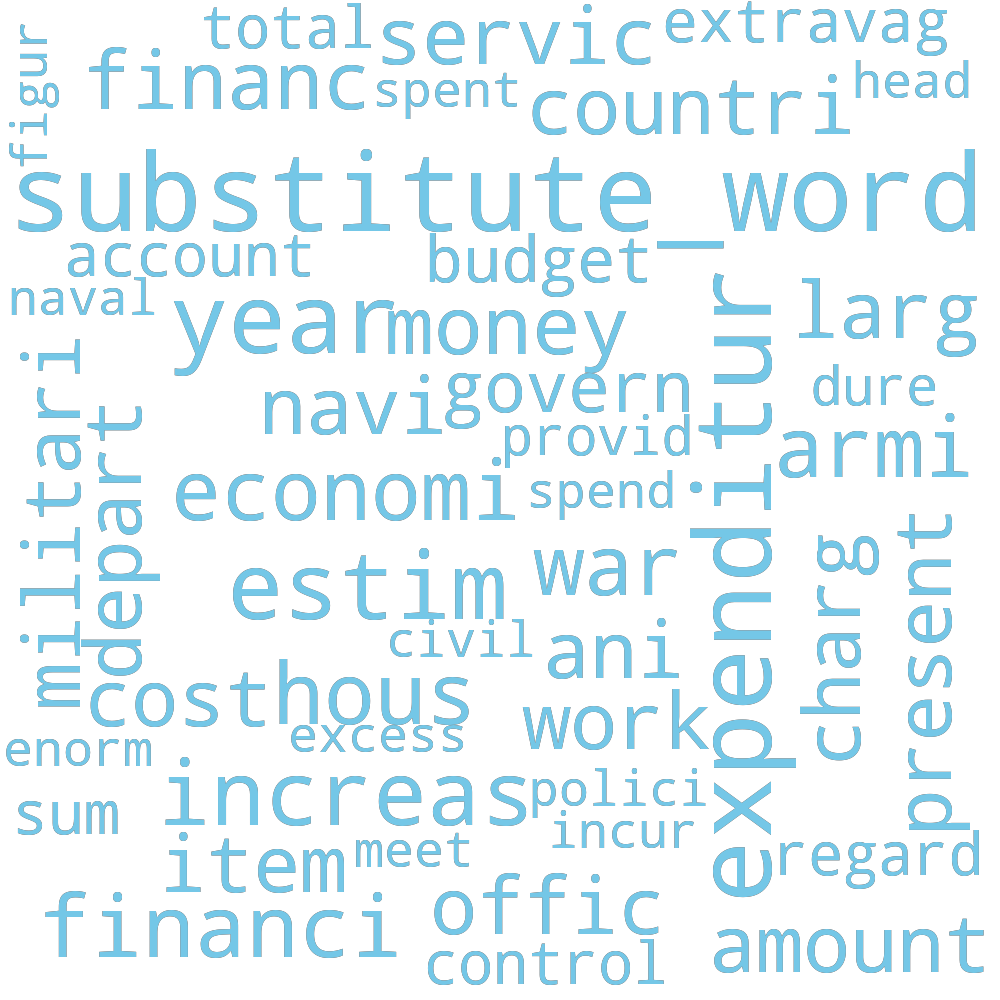 total servic extravag
figur financ spent countri head
substitute_word
account budget
naval year money larg
militari navi govern dure
depart provid armi
economi spend expenditur
estim war charg present
civil ani
cost hous work
enorm excess
sum increas polici
incur
item meet regard
financi offic amount
control